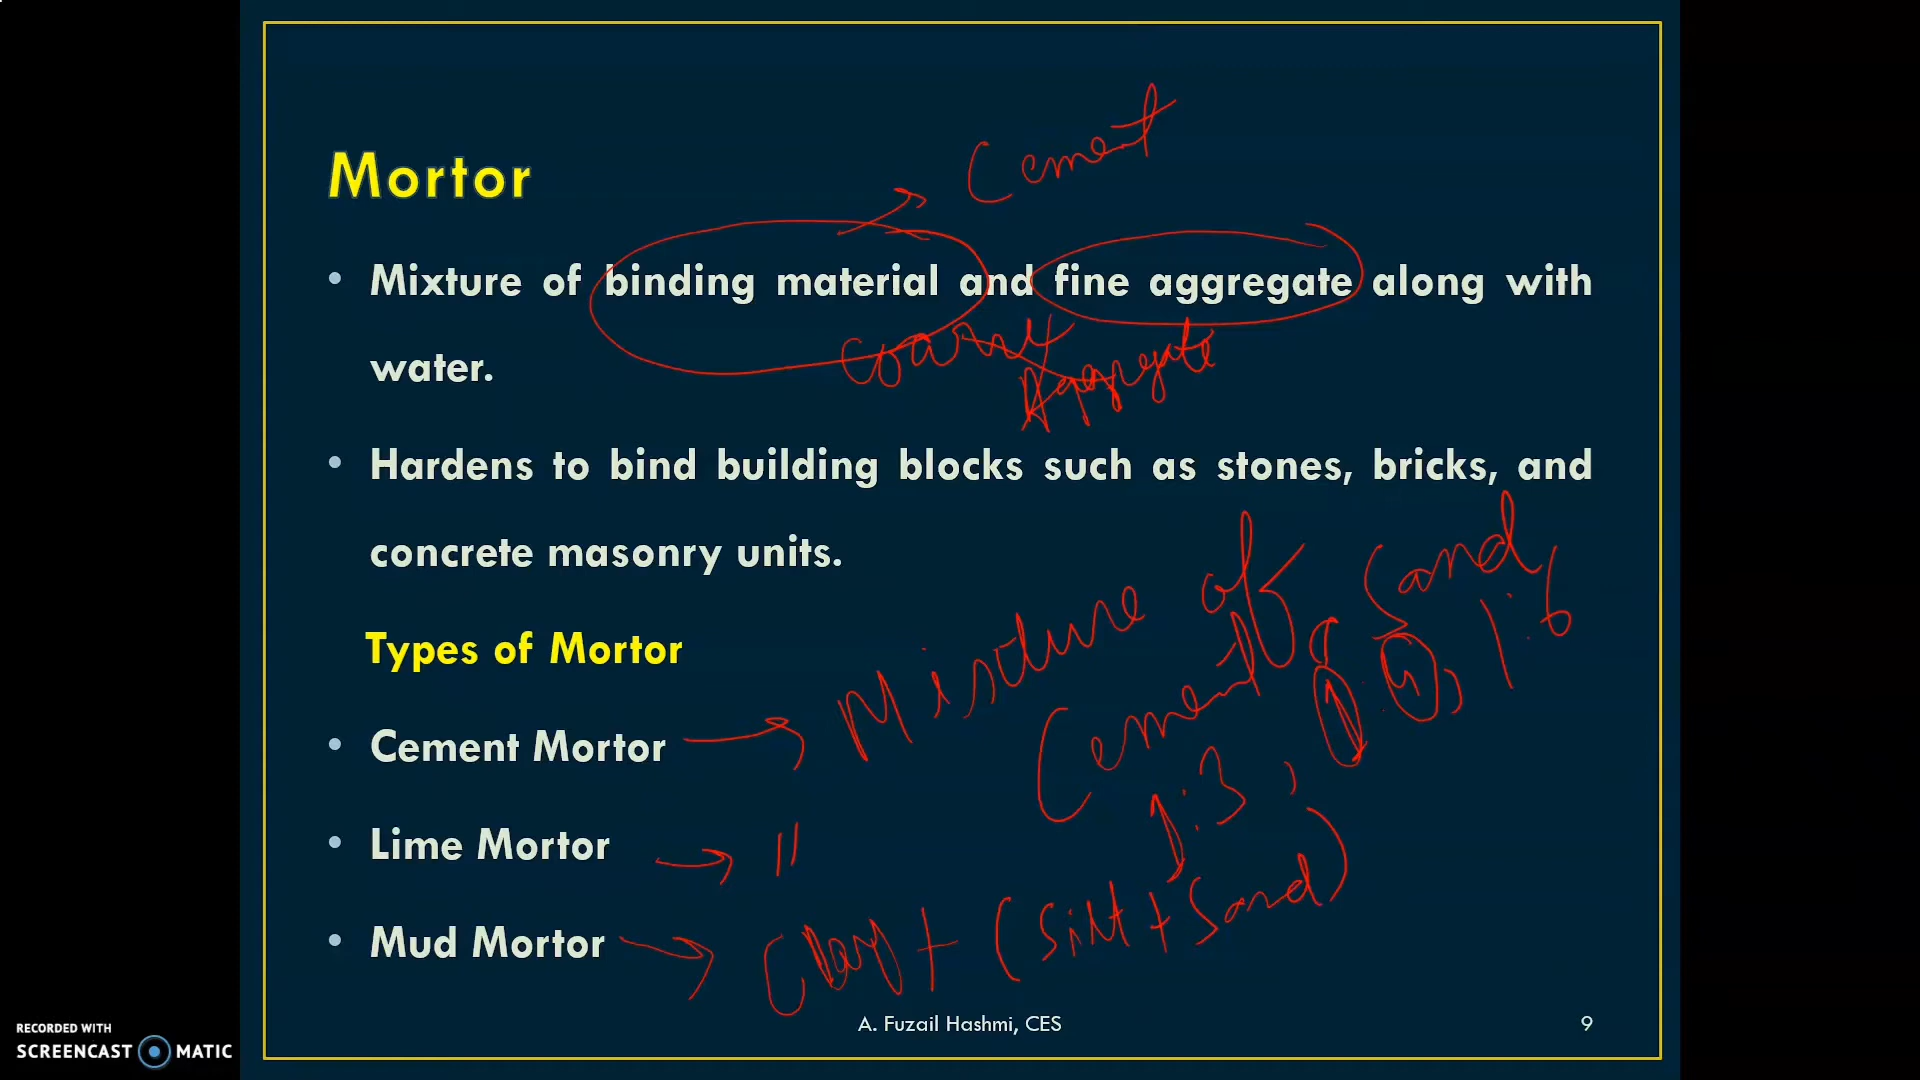 Cement
Mortor
• Mixture of binding material and fine aggregate along with
water.
Aggregate
• Hardens to bind building blocks such as stones, bricks, and
concrete masonry units.
Types of Mortor
Mixture of
Cement & Sand
1:3, 1:4, 1:6
• Cement Mortor
• Lime Mortor → "
• Mud Mortor → Clay + (Silt + Sand)
A. Fuzail Hashmi, CES
9
RECORDED WITH
SCREENCAST MATIC